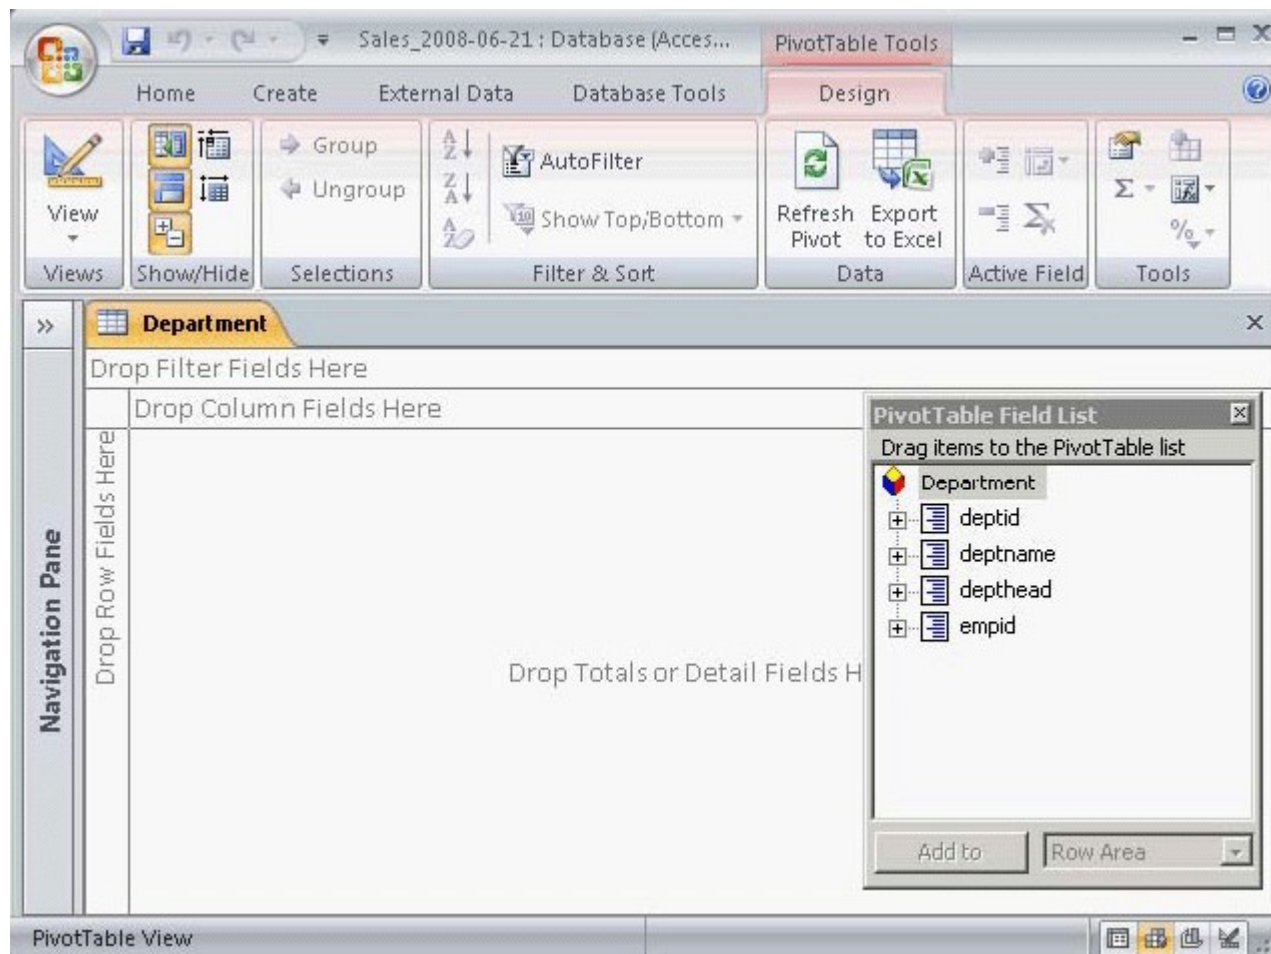 Sales_2008-06-21 : Database (Acces... PivotTable Tools
Home Create External Data Database Tools Design
View
Group
Ungroup
AutoFilter
Show Top/Bottom
Refresh Pivot
Export to Excel
Views Show/Hide Selections Filter & Sort Data Active Field Tools
Department
Navigation Pane
Drop Filter Fields Here
Drop Column Fields Here
Drop Row Fields Here
Drop Totals or Detail Fields H
PivotTable Field List
Drag items to the PivotTable list
Department
deptid
deptname
depthead
empid
Add to Row Area
PivotTable View